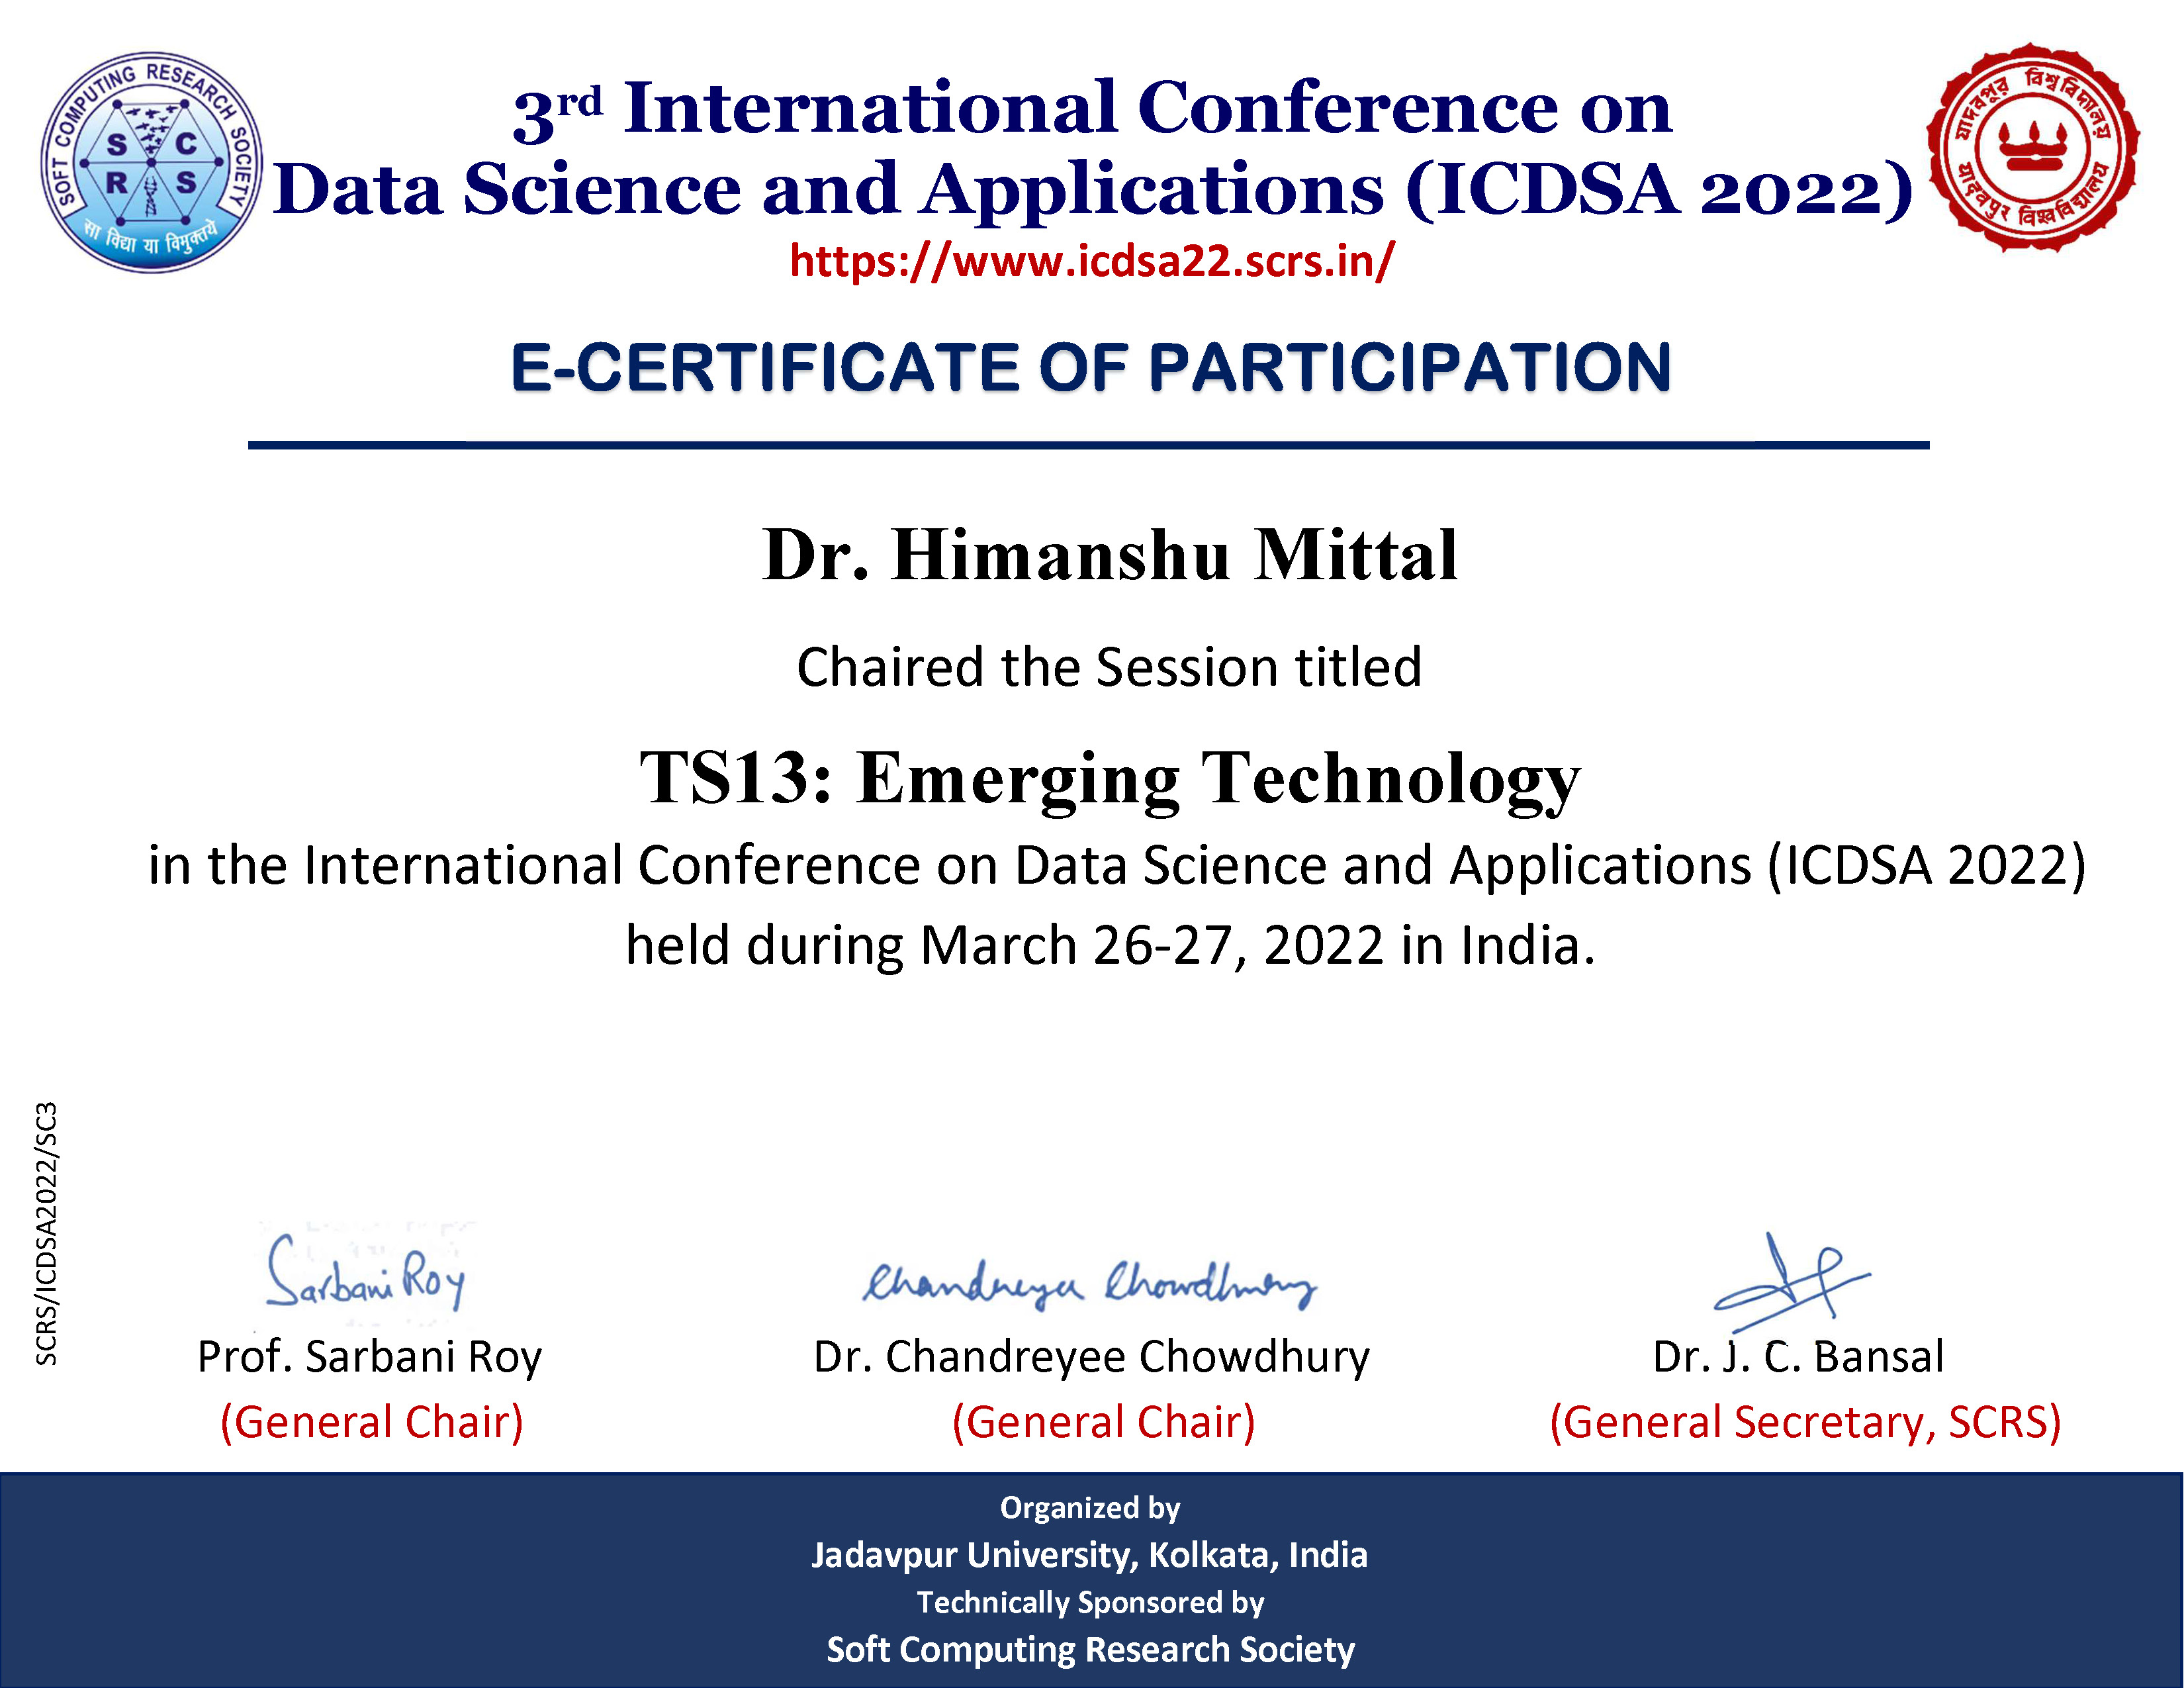 SOFT COMPUTING RESEARCH SOCIETY
S C
R S
सा विद्या या विमुक्तये
3rd International Conference on
Data Science and Applications (ICDSA 2022)
https://www.icdsa22.scrs.in/
যাদবপুর বিশ্ববিদ্যালয়
यादवपुर विश्वविद्यालय
E-CERTIFICATE OF PARTICIPATION
Dr. Himanshu Mittal
Chaired the Session titled
TS13: Emerging Technology
in the International Conference on Data Science and Applications (ICDSA 2022)
held during March 26-27, 2022 in India.
SCRS/ICDSA2022/SC3
Sarbani Roy
Chandreyee Chowdhury
Prof. Sarbani Roy
Dr. Chandreyee Chowdhury
Dr. J. C. Bansal
(General Chair)
(General Chair)
(General Secretary, SCRS)
Organized by
Jadavpur University, Kolkata, India
Technically Sponsored by
Soft Computing Research Society